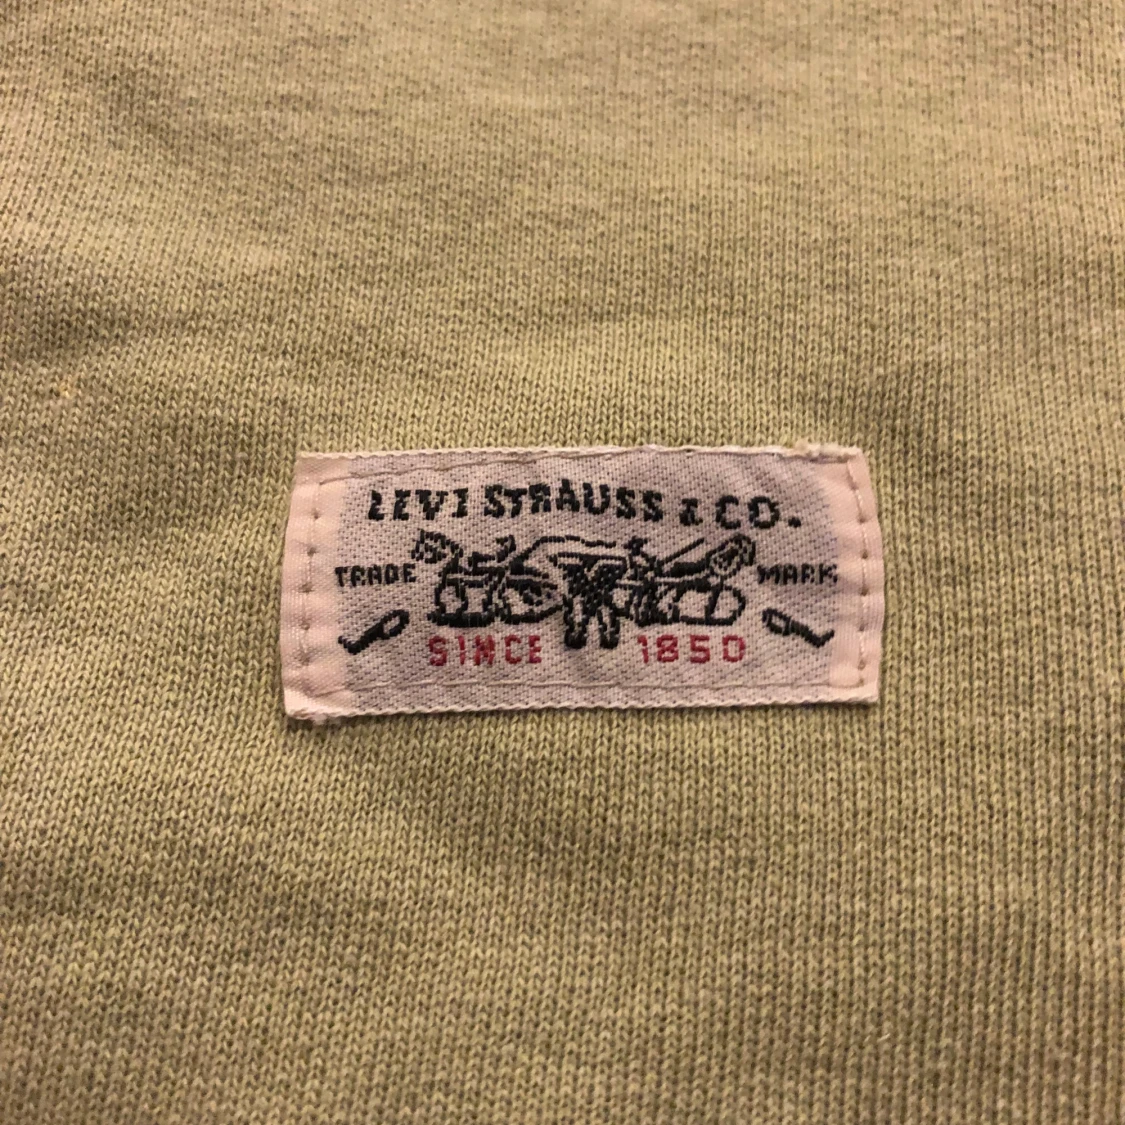 LEVI STRAUSS & CO.
TRADE MARK
SINCE 1850